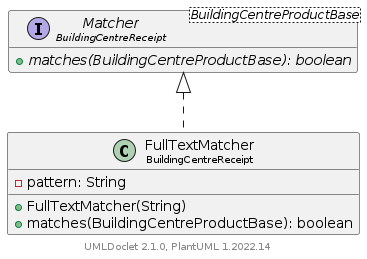 BuildingCentreProductBase
I
Matcher
BuildingCentreReceipt
matches(BuildingCentreProductBase): boolean
C
FullTextMatcher
BuildingCentreReceipt
pattern: String
FullTextMatcher(String)
matches(BuildingCentreProductBase): boolean
UMLDoclet 2.1.0, PlantUML 1.2022.14